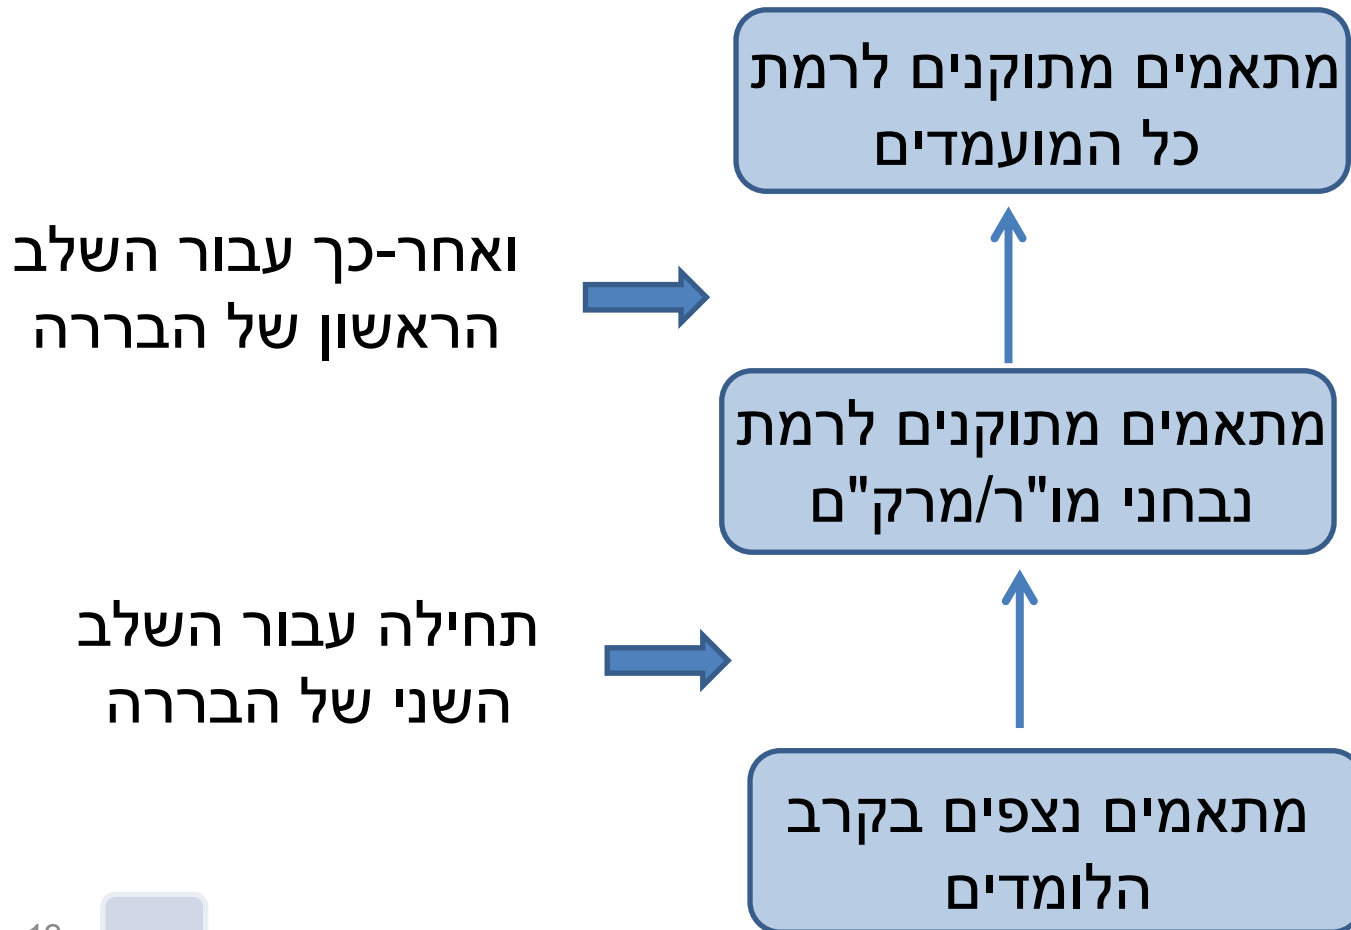 מתאמים מתוקנים לרמת
כל המועמדים
ואחר-כך עבור השלב
הראשון של הבררה
מתאמים מתוקנים לרמת
נבחני מו"ר/מרק"ם
תחילה עבור השלב
השני של הבררה
מתאמים נצפים בקרב
הלומדים